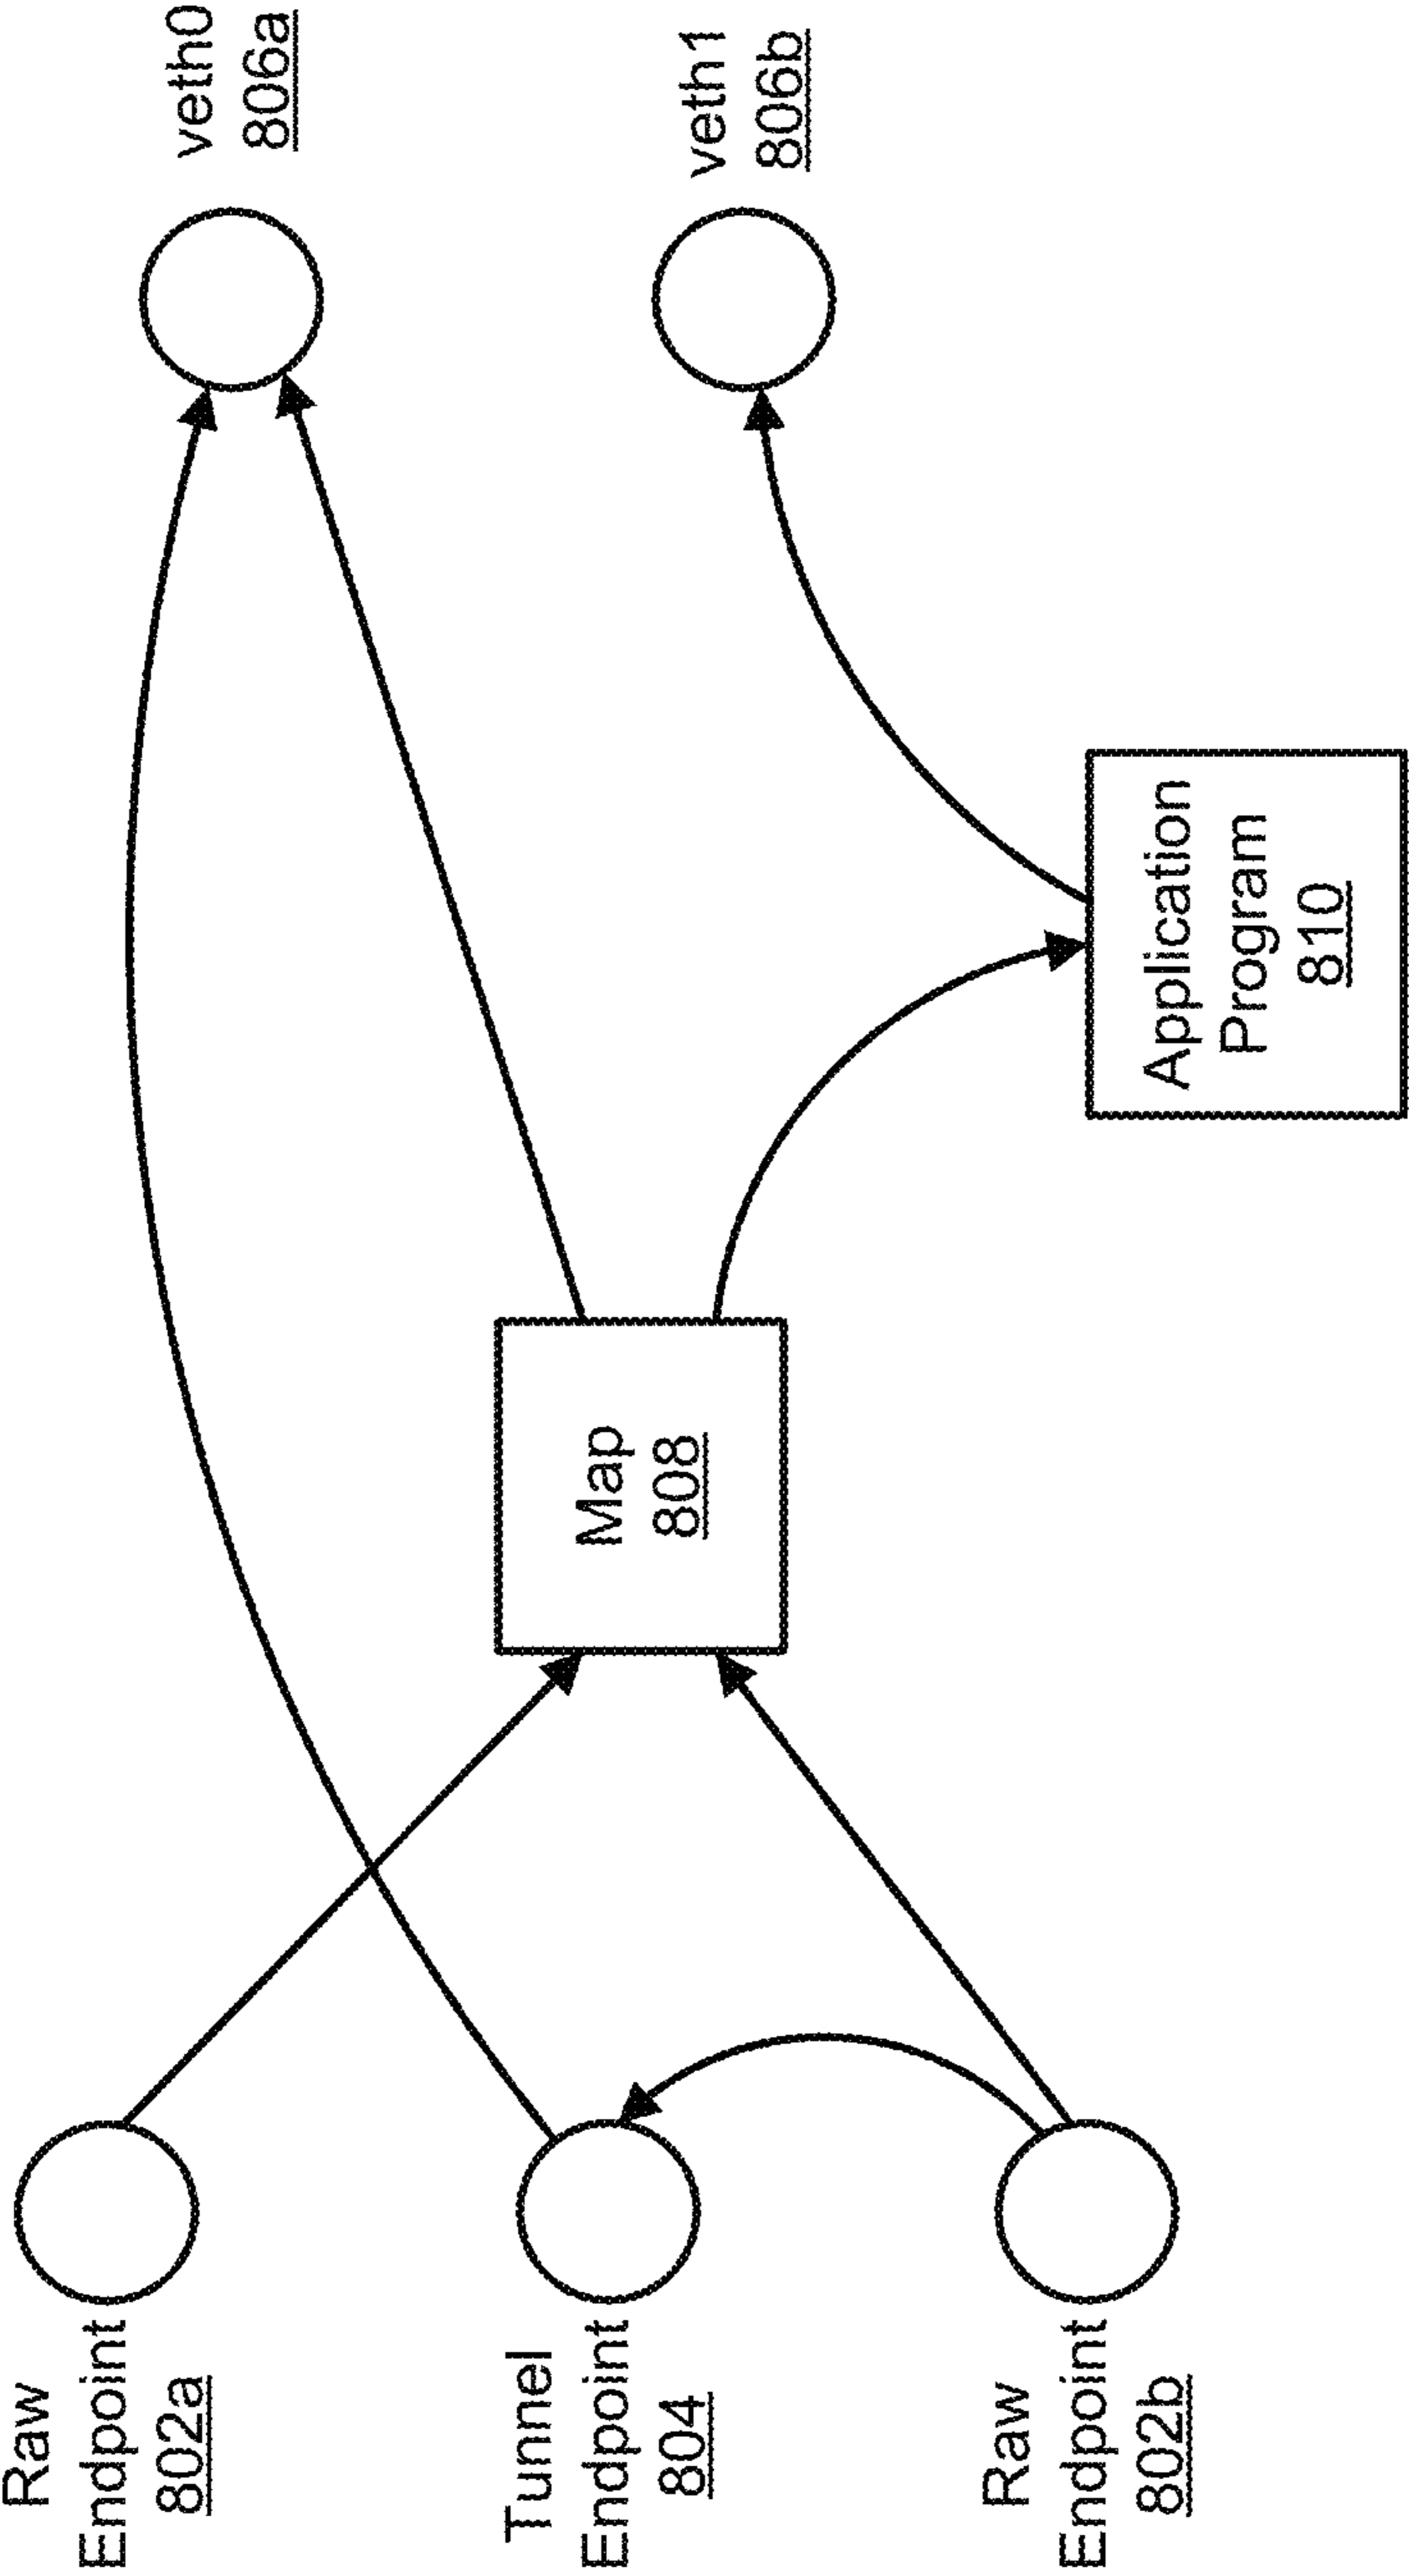 Raw
Endpoint
802a
Tunnel
Endpoint
804
Raw
Endpoint
802b
Map
808
Application
Program
810
veth0
806a
veth1
806b